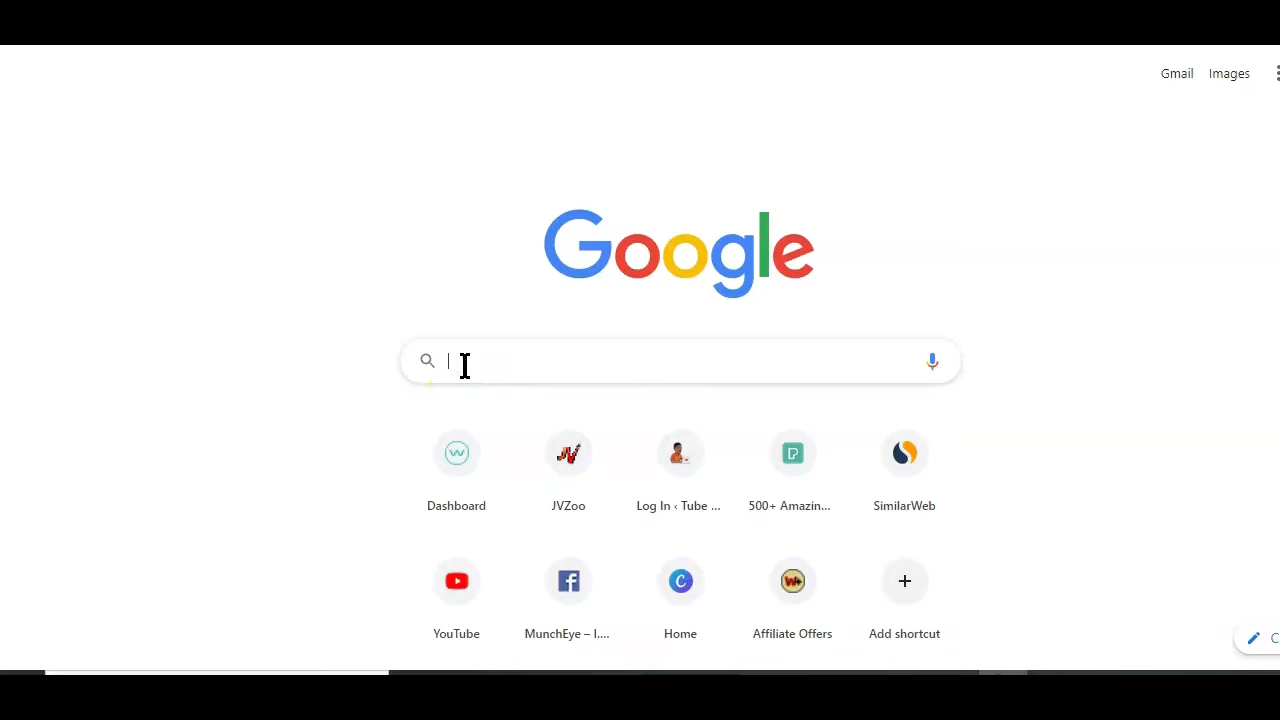 Gmail Images
Google
Dashboard JVZoo Log In ‹ Tube ... 500+ Amazin... SimilarWeb
YouTube MunchEye – I.... Home Affiliate Offers Add shortcut
C